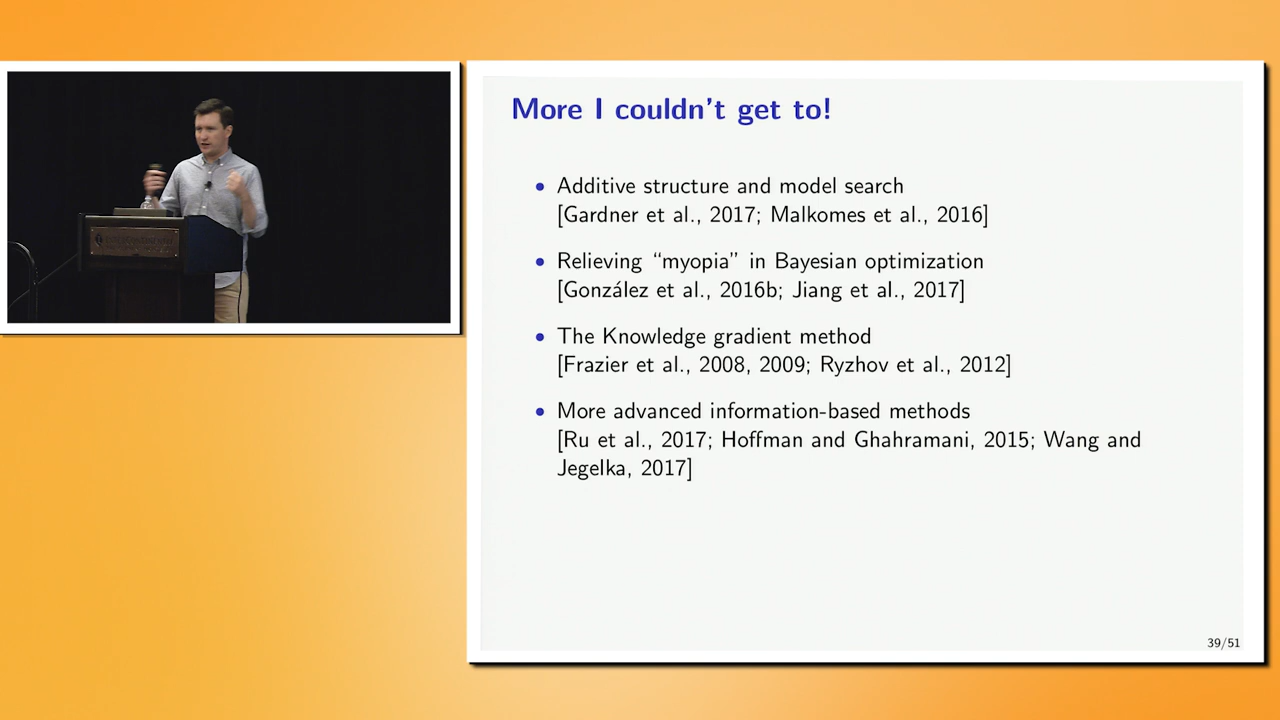 More I couldn't get to!
• Additive structure and model search
[Gardner et al., 2017; Malkomes et al., 2016]
• Relieving “myopia” in Bayesian optimization
[González et al., 2016b; Jiang et al., 2017]
• The Knowledge gradient method
[Frazier et al., 2008, 2009; Ryzhov et al., 2012]
• More advanced information-based methods
[Ru et al., 2017; Hoffman and Ghahramani, 2015; Wang and
Jegelka, 2017]
39/51